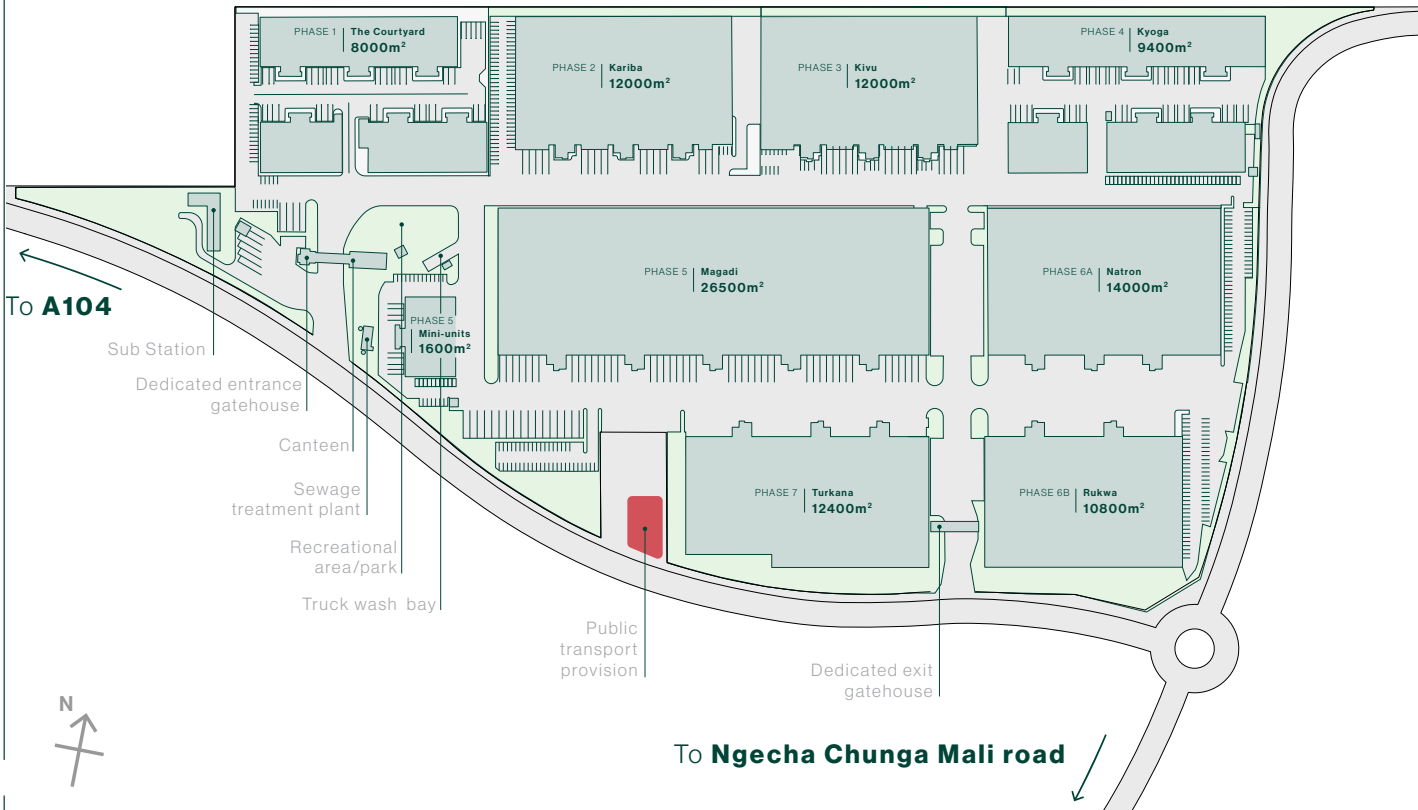 PHASE 1
The Courtyard
8000m²
PHASE 2
Kariba
12000m²
PHASE 3
Kivu
12000m²
PHASE 4
Kyoga
9400m²
PHASE 5
Magadi
26500m²
PHASE 6A
Natron
14000m²
To A104
PHASE 5
Mini-units
1600m²
Sub Station
Dedicated entrance
gatehouse
Canteen
Sewage
treatment plant
Recreational
area/park
Truck wash bay
PHASE 7
Turkana
12400m²
PHASE 6B
Rukwa
10800m²
Public
transport
provision
Dedicated exit
gatehouse
N
To Ngecha Chunga Mali road